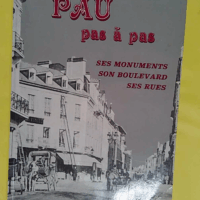 PAU
pas à pas
SES MONUMENTS
SON BOULEVARD
SES RUES